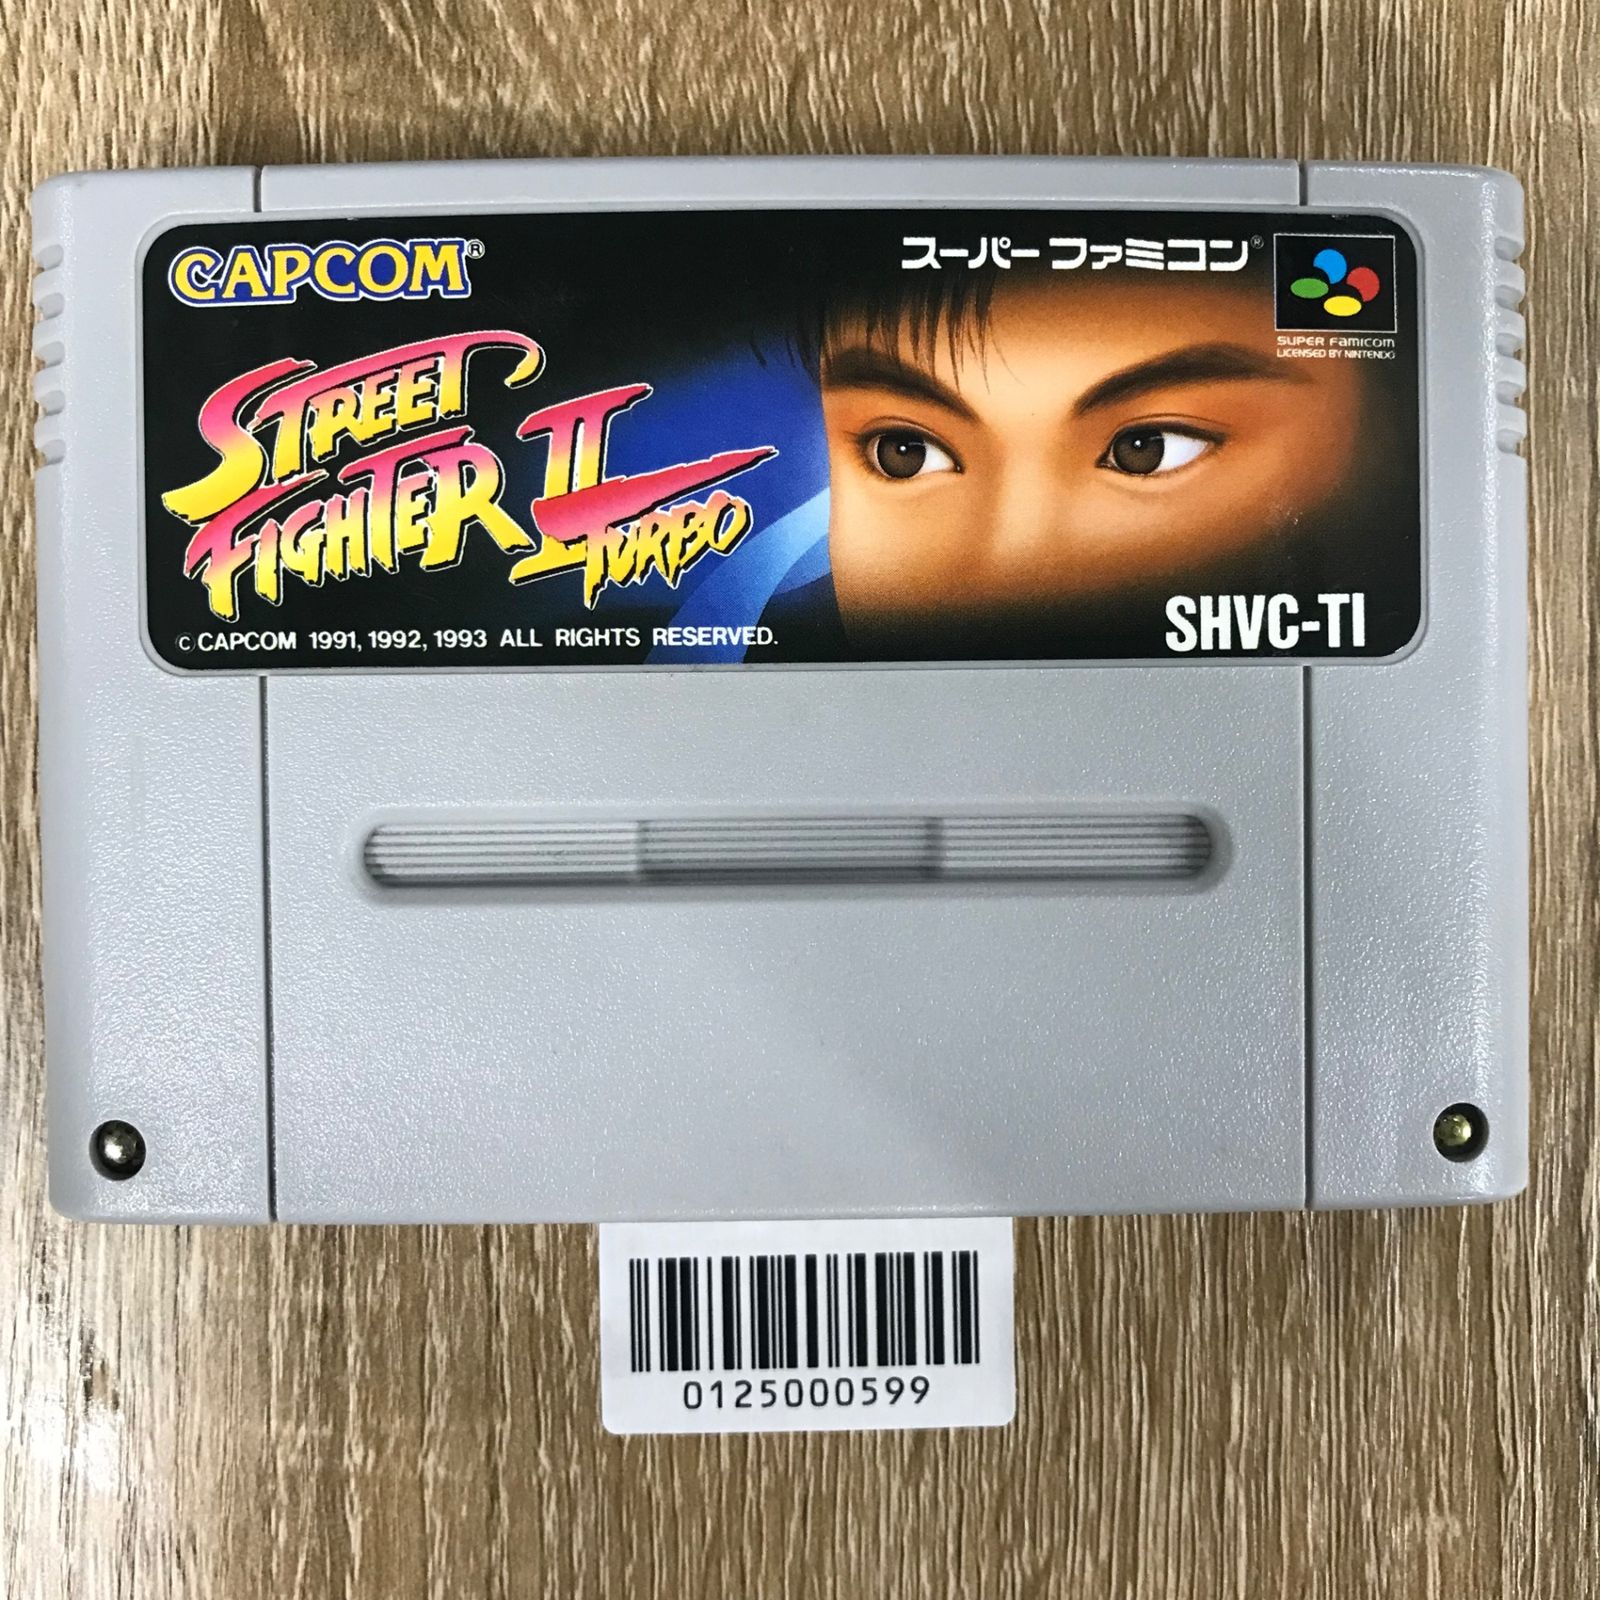 CAPCOM®
スーパーファミコン®
SUPER FAMICOM
LICENSED BY NINTENDO
STREET
FIGHTER II
TURBO
©CAPCOM 1991, 1992, 1993 ALL RIGHTS RESERVED.
SHVC-TI
0125000599